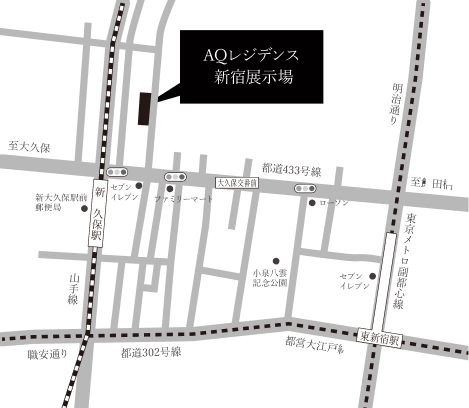 AQレジデンス
新宿展示場
明治通り
至大久保
都道433号線
大久保交番前
至 田
セブン
イレブン
ファミリーマート
ローソン
新大久保駅前
郵便局
新 久保駅
東京メトロ副都心線
小泉八雲
記念公園
セブン
イレブン
山手線
東新宿駅
職安通り
都道302号線
都営大江戸